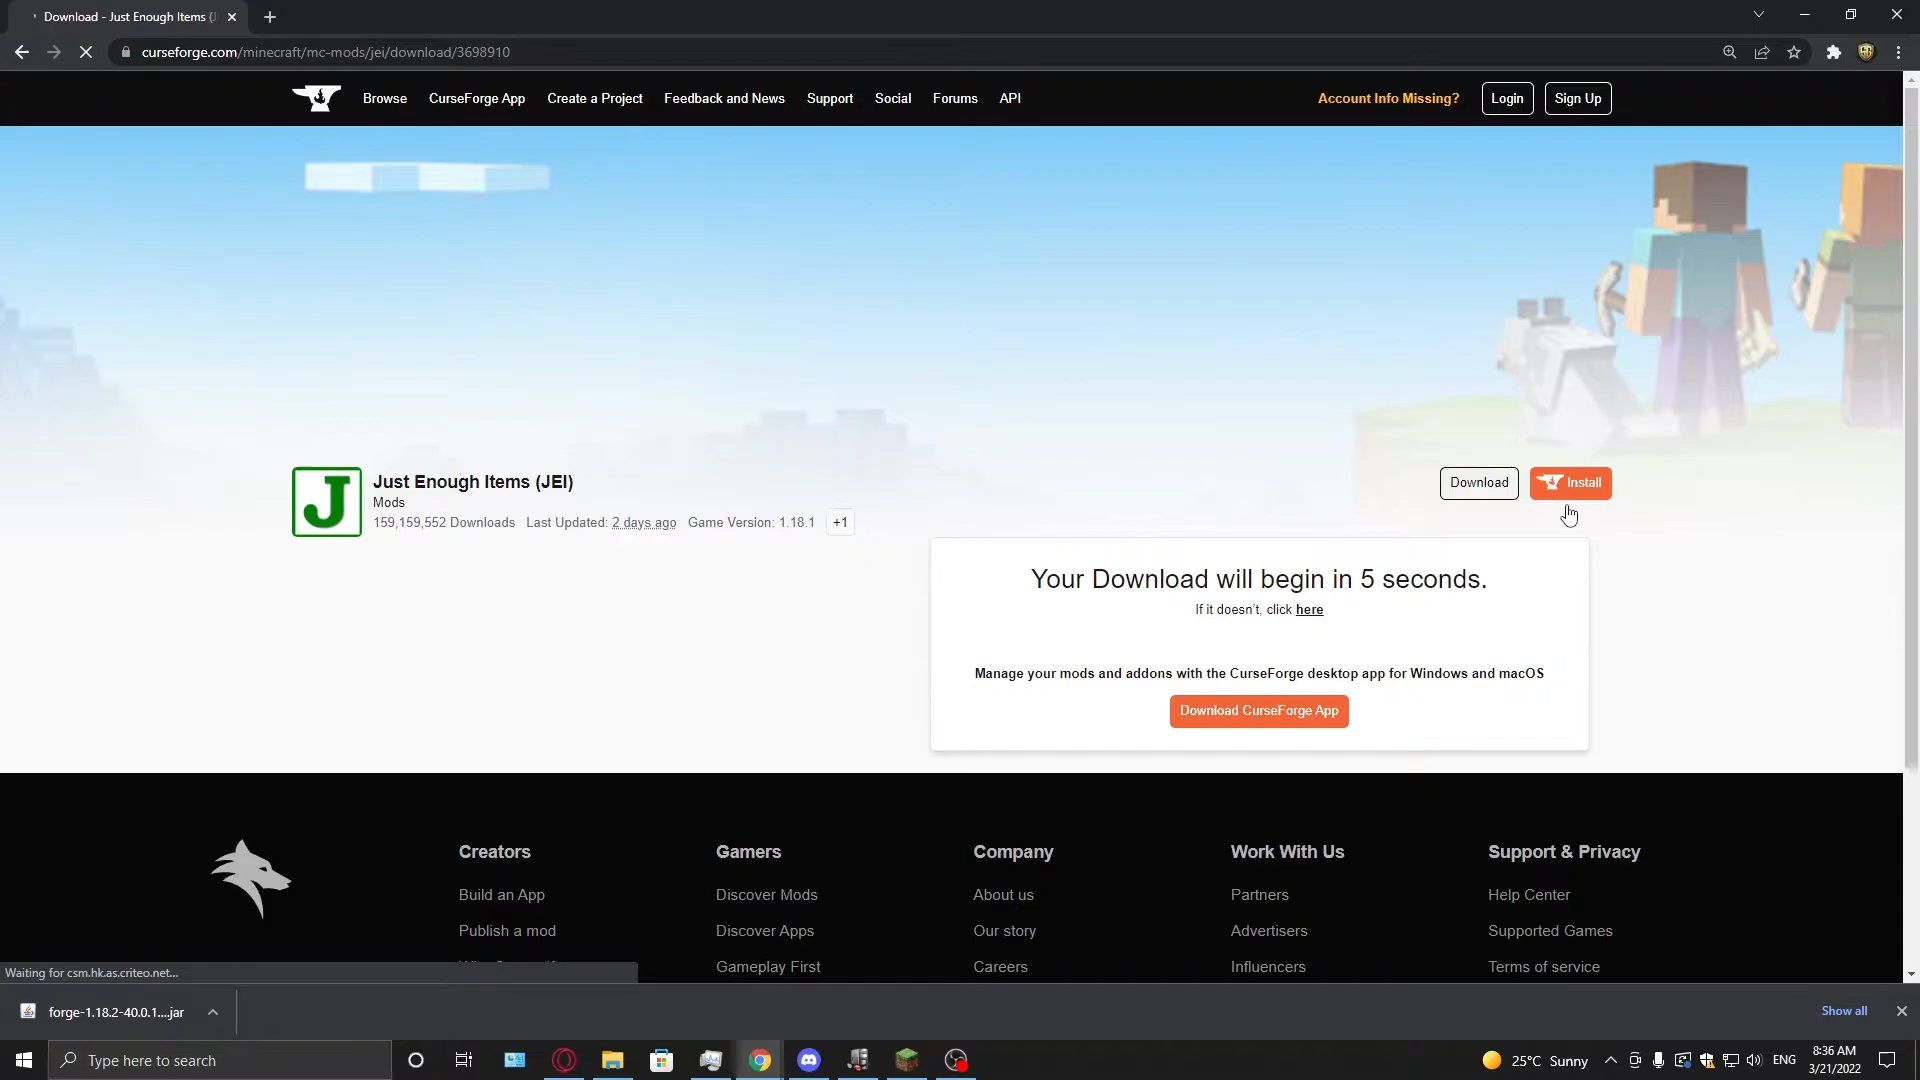 Download - Just Enough Items (J
curseforge.com/minecraft/mc-mods/jei/download/3698910
Browse CurseForge App Create a Project Feedback and News Support Social Forums API Account Info Missing? Login Sign Up
J
Just Enough Items (JEI)
Mods
159,159,552 Downloads Last Updated: 2 days ago Game Version: 1.18.1 +1
Download Install
Your Download will begin in 5 seconds.
If it doesn't, click here
Manage your mods and addons with the CurseForge desktop app for Windows and macOS
Download CurseForge App
Creators Gamers Company Work With Us Support & Privacy
Build an App Discover Mods About us Partners Help Center
Publish a mod Discover Apps Our story Advertisers Supported Games
Gameplay First Careers Influencers Terms of service
Waiting for csm.hk.as.criteo.net...
forge-1.18.2-40.0.1....jar Show all
Type here to search 25°C Sunny ENG 8:36 AM
3/21/2022